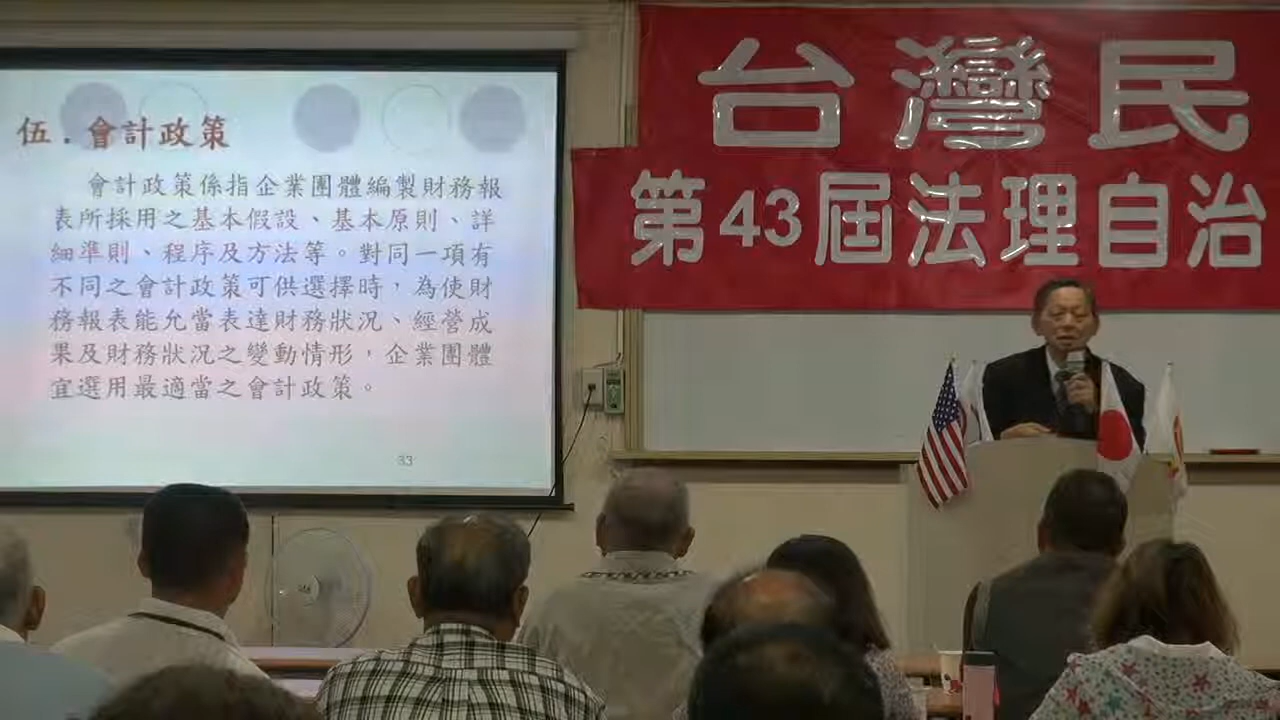 伍．會計政策
會計政策係指企業團體編製財務報
表所採用之基本假設、基本原則、詳
細準則、程序及方法等。對同一項有
不同之會計政策可供選擇時，為使財
務報表能允當表達財務狀況、經營成
果及財務狀況之變動情形，企業團體
宜選用最適當之會計政策。
33
台灣民
第43屆法理自治